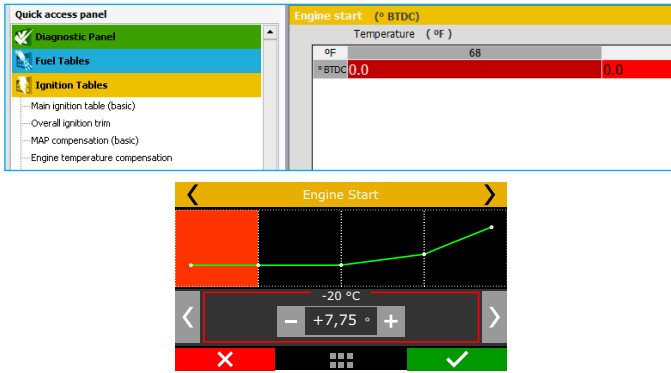 Quick access panel
Diagnostic Panel
Fuel Tables
Ignition Tables
Main ignition table (basic)
Overall ignition trim
MAP compensation (basic)
Engine temperature compensation
Engine start (º BTDC)
Temperature ( ºF )
ºF 68
º BTDC 0.0 0.0
Engine Start
-20 °C
+7,75 °